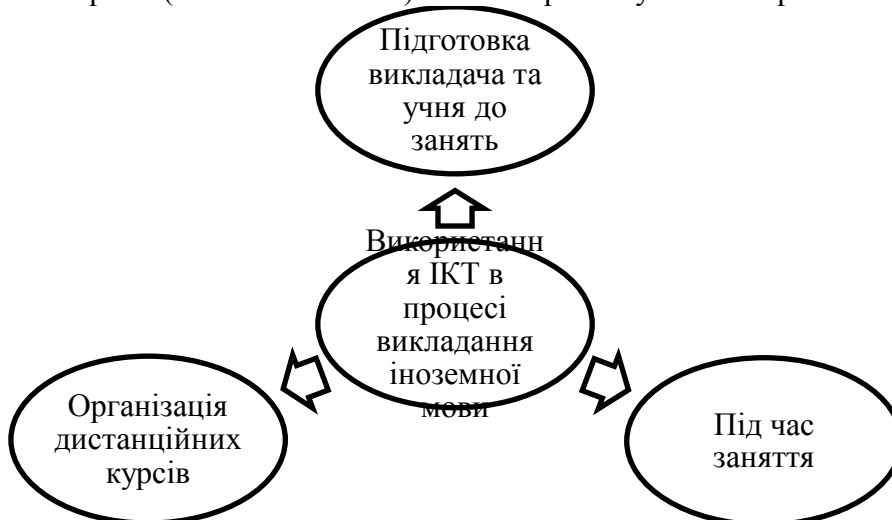 Підготовка
викладача та
учня до
занять
Використанн
я ІКТ в
процесі
викладання
іноземної
мови
Організація
дистанційних
курсів
Під час
заняття